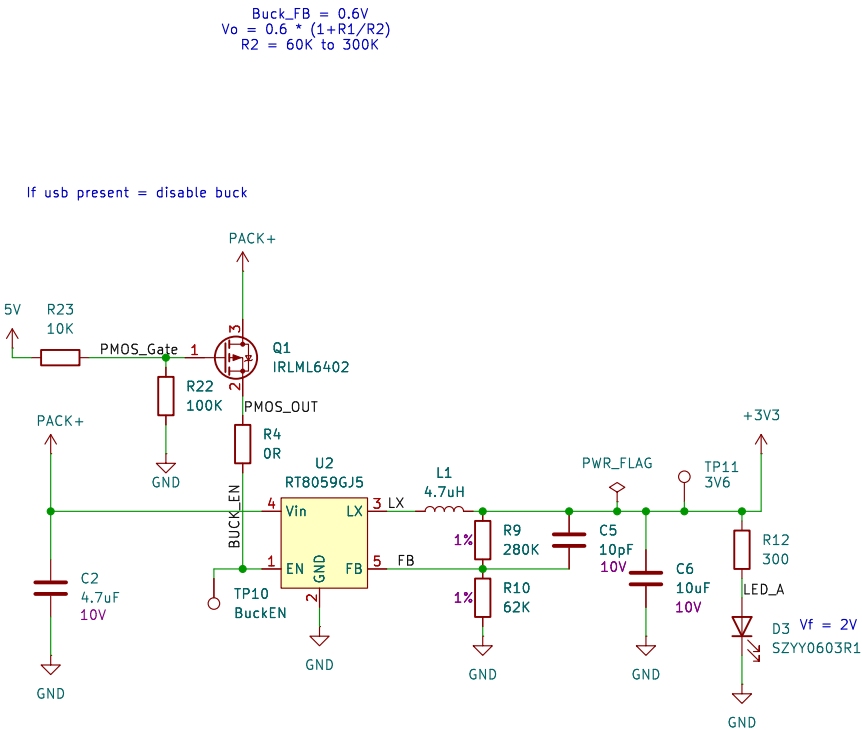 Buck_FB = 0.6V
Vo = 0.6 * (1+R1/R2)
R2 = 60K to 300K
If usb present = disable buck
PACK+
5V
R23
10K
PMOS_Gate
1
3
2
Q1
IRLML6402
R22
100K
GND
PMOS_OUT
R4
0R
PACK+
BUCK_EN
U2
RT8059GJ5
4
Vin
LX
3
LX
1
EN
GND
FB
5
FB
2
GND
TP10
BuckEN
C2
4.7uF
10V
GND
L1
4.7uH
1%
R9
280K
1%
R10
62K
GND
C5
10pF
10V
PWR_FLAG
C6
10uF
10V
GND
TP11
3V6
+3V3
R12
300
LED_A
D3
Vf = 2V
SZYY0603R1
GND